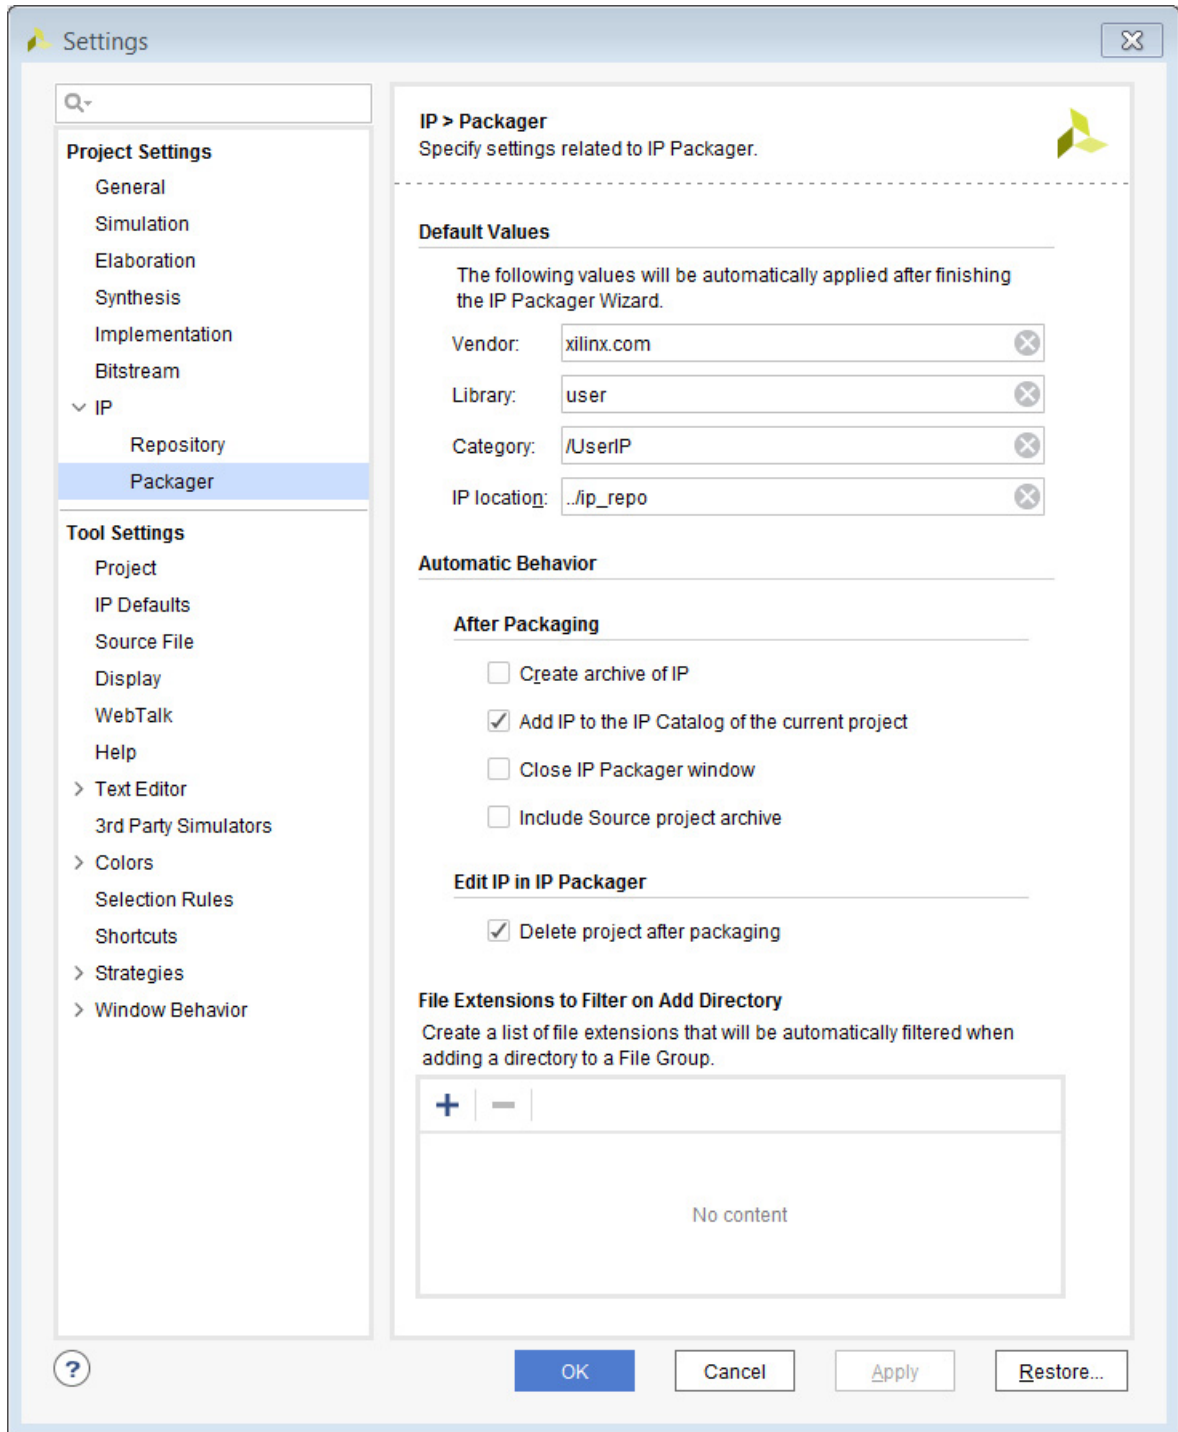 Settings
Project Settings
General
Simulation
Elaboration
Synthesis
Implementation
Bitstream
IP
Repository
Packager
Tool Settings
Project
IP Defaults
Source File
Display
WebTalk
Help
Text Editor
3rd Party Simulators
Colors
Selection Rules
Shortcuts
Strategies
Window Behavior
IP > Packager
Specify settings related to IP Packager.
Default Values
The following values will be automatically applied after finishing
the IP Packager Wizard.
Vendor: xilinx.com
Library: user
Category: /UserIP
IP location: ../ip_repo
Automatic Behavior
After Packaging
Create archive of IP
Add IP to the IP Catalog of the current project
Close IP Packager window
Include Source project archive
Edit IP in IP Packager
Delete project after packaging
File Extensions to Filter on Add Directory
Create a list of file extensions that will be automatically filtered when
adding a directory to a File Group.
No content
? OK Cancel Apply Restore...